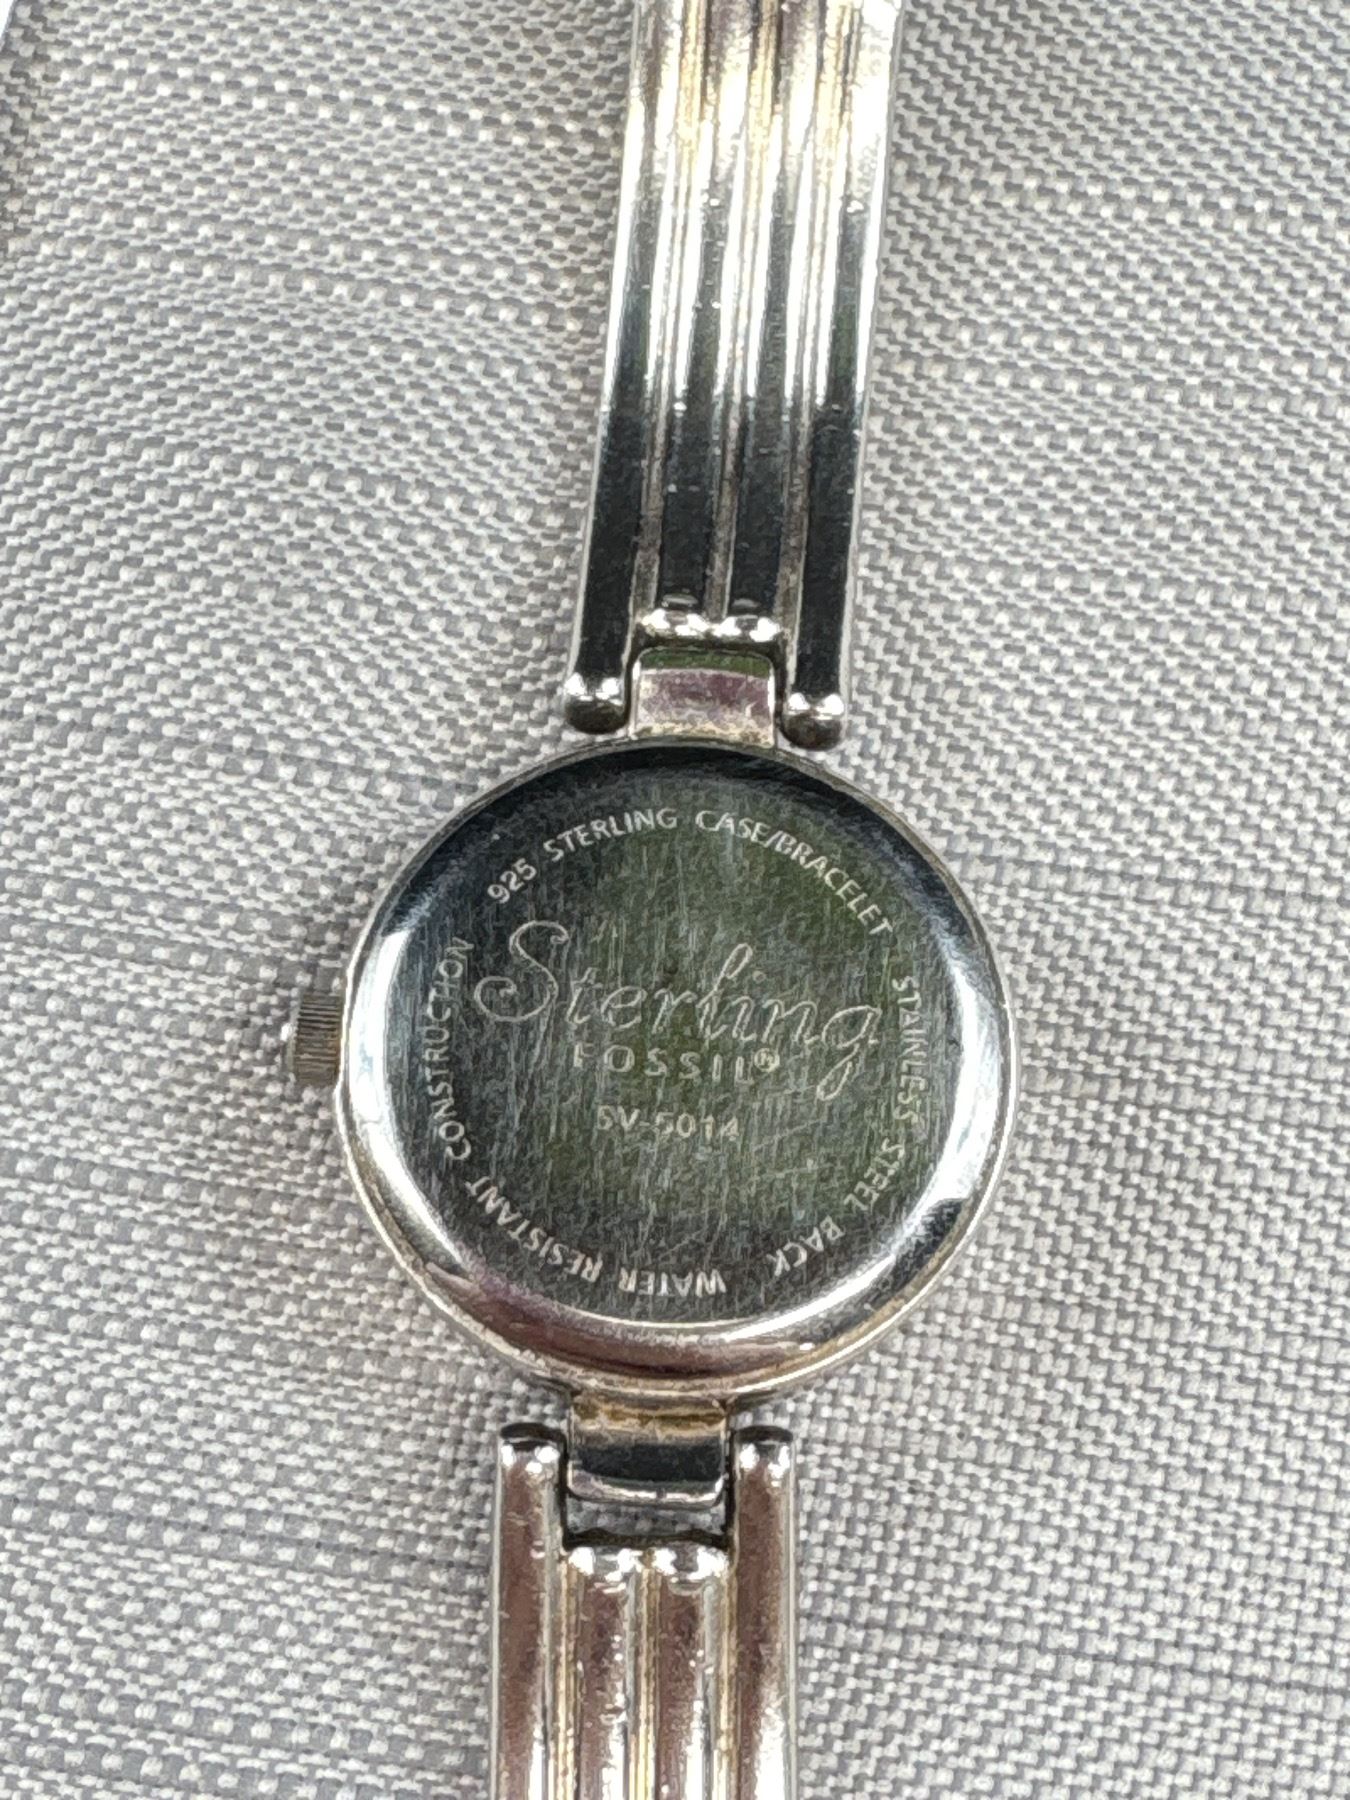 925 STERLING CASE/BRACELET
STAINLESS STEEL BACK
WATER RESISTANT CONSTRUCTION
Sterling
FOSSIL®
SV-5014